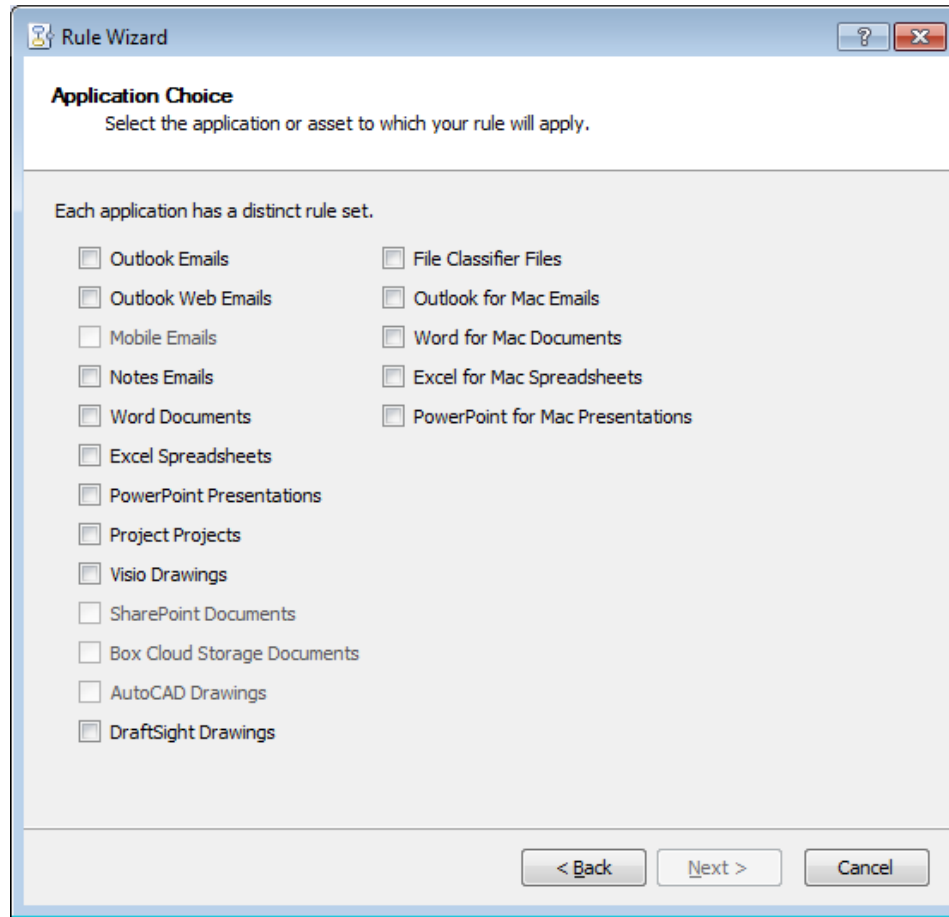 Rule Wizard
Application Choice
Select the application or asset to which your rule will apply.
Each application has a distinct rule set.
Outlook Emails
Outlook Web Emails
Mobile Emails
Notes Emails
Word Documents
Excel Spreadsheets
PowerPoint Presentations
Project Projects
Visio Drawings
SharePoint Documents
Box Cloud Storage Documents
AutoCAD Drawings
DraftSight Drawings
File Classifier Files
Outlook for Mac Emails
Word for Mac Documents
Excel for Mac Spreadsheets
PowerPoint for Mac Presentations
< Back Next > Cancel